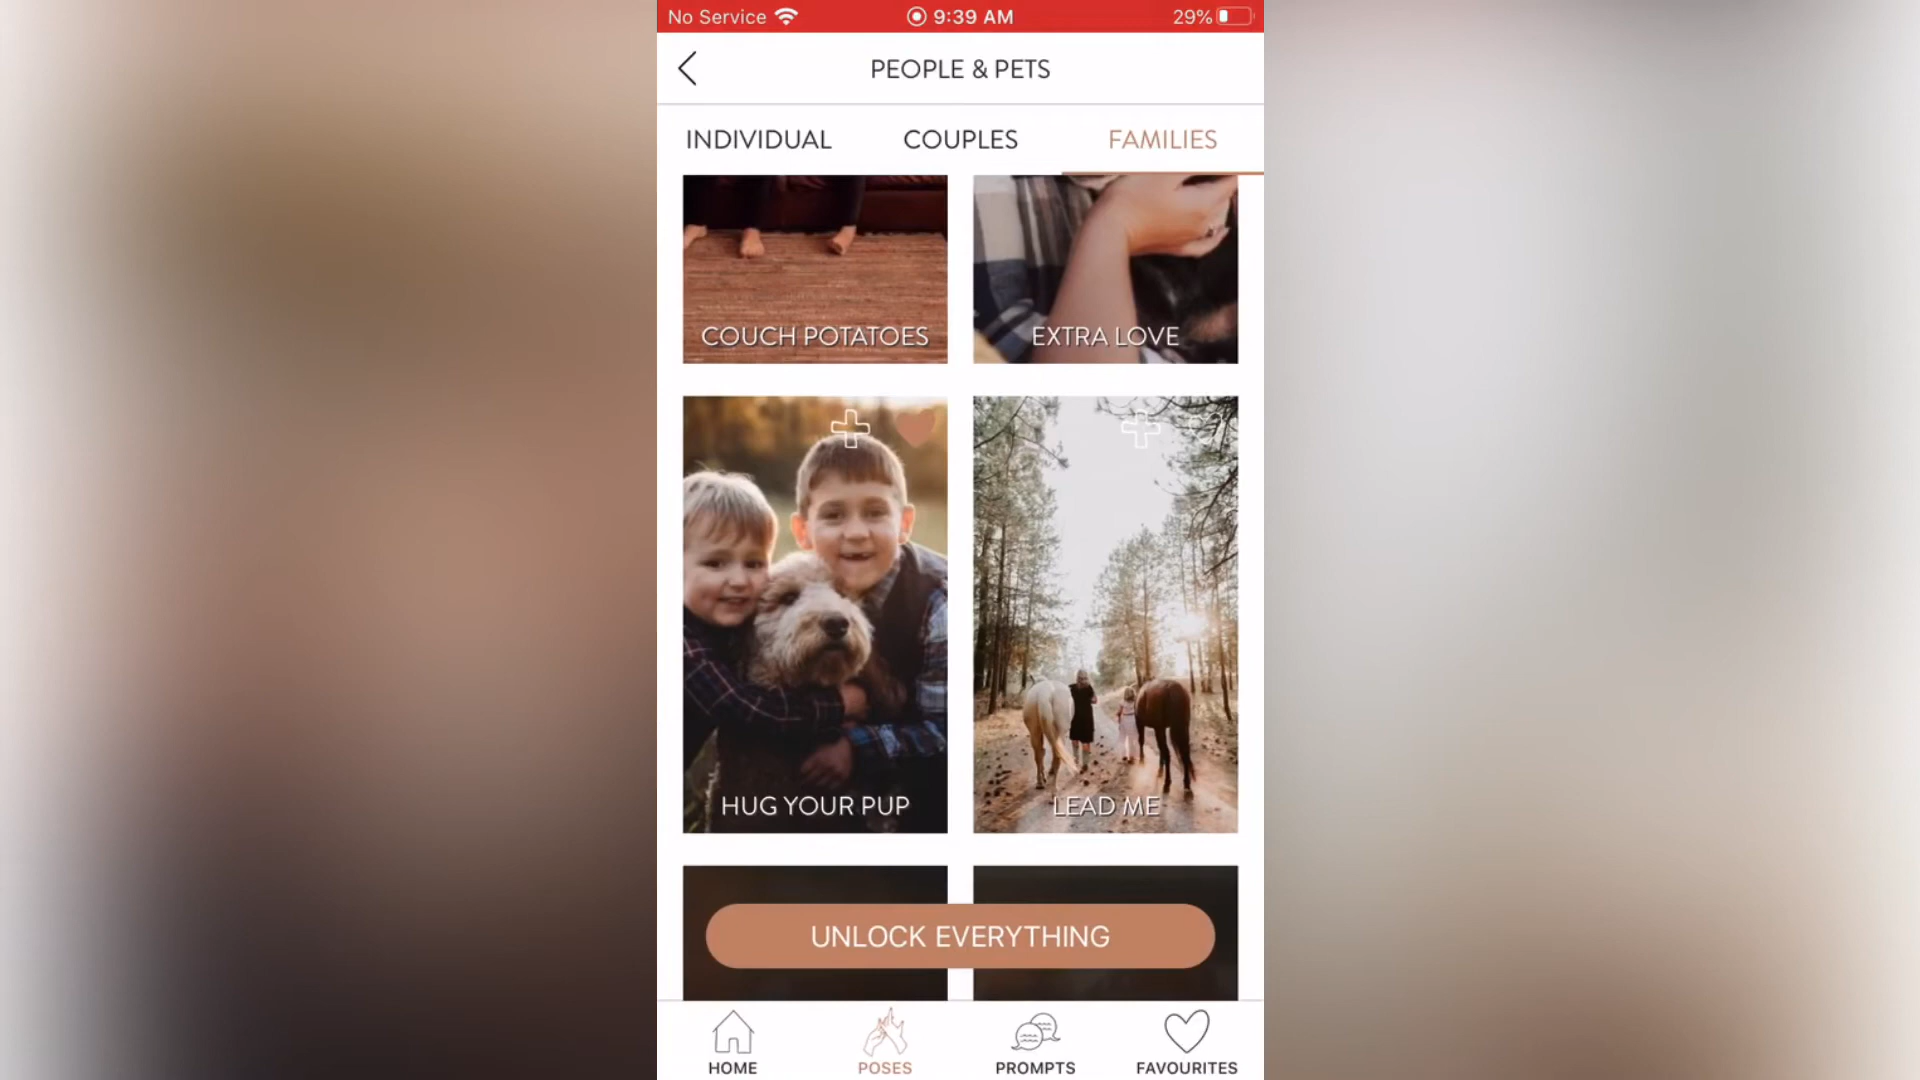 No Service 9:39 AM 29%
PEOPLE & PETS
INDIVIDUAL COUPLES FAMILIES
COUCH POTATOES EXTRA LOVE
HUG YOUR PUP LEAD ME
UNLOCK EVERYTHING
HOME POSES PROMPTS FAVOURITES